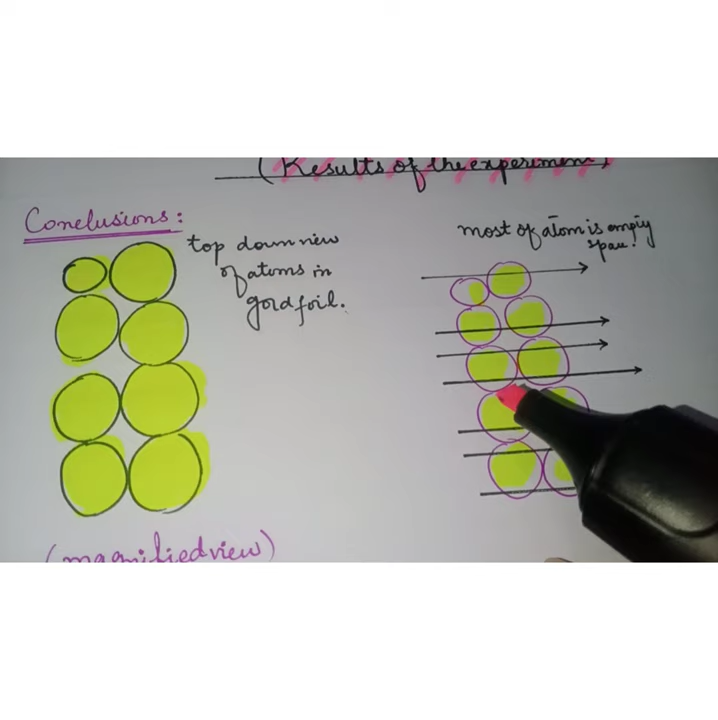 (Results of the experiment)
Conclusions:
top down view
of atoms in
gold foil.
most of atom is empty
space.
(magnified view)